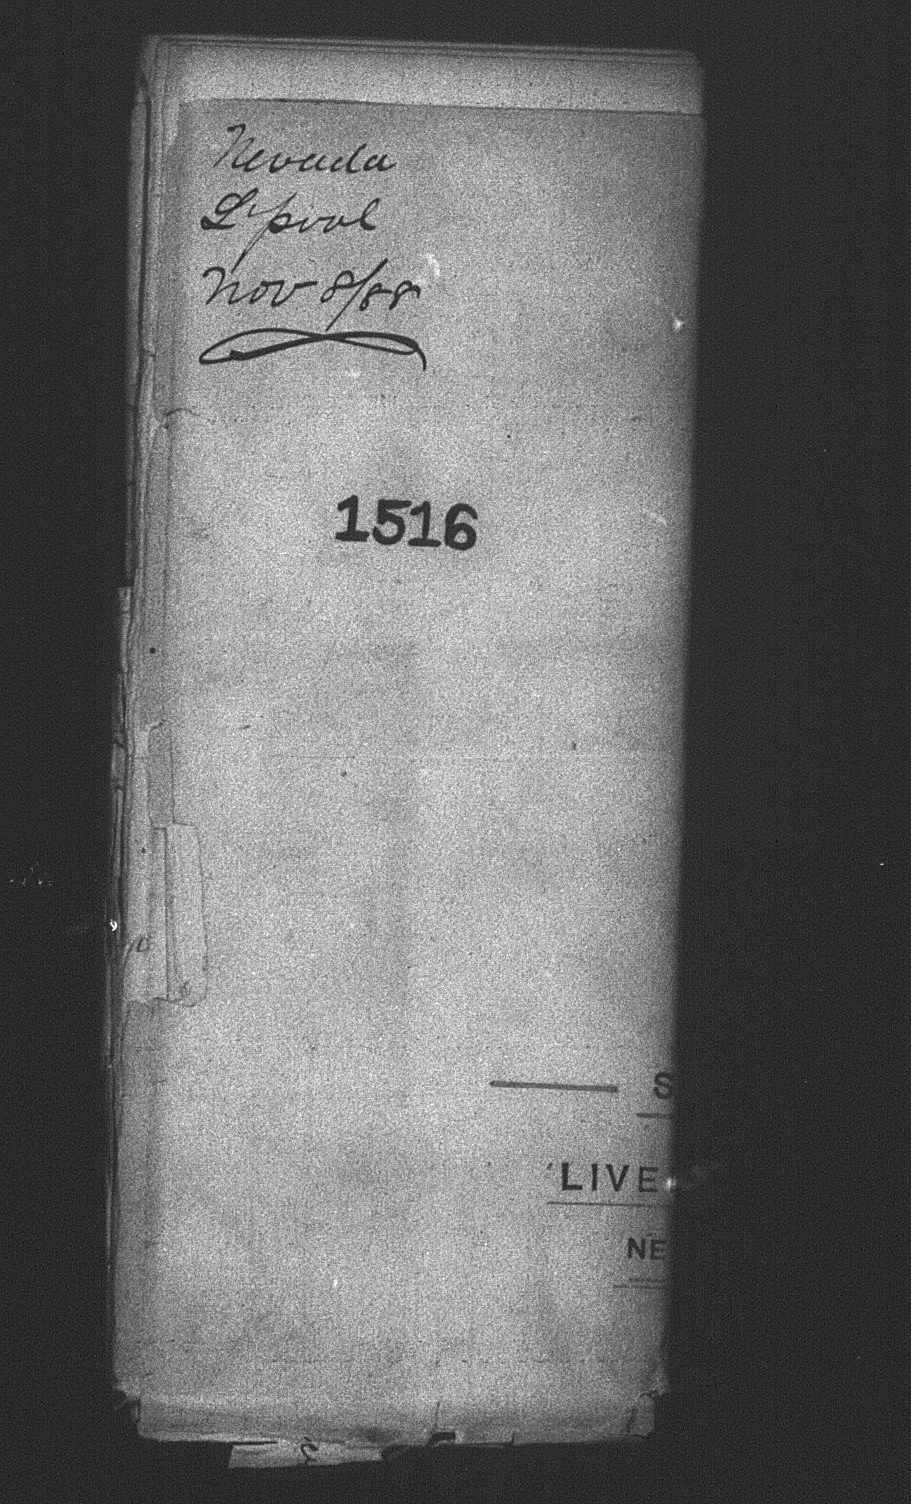 Nevada
L'pool
Nov 8/88
1516
S
LIVE
NE